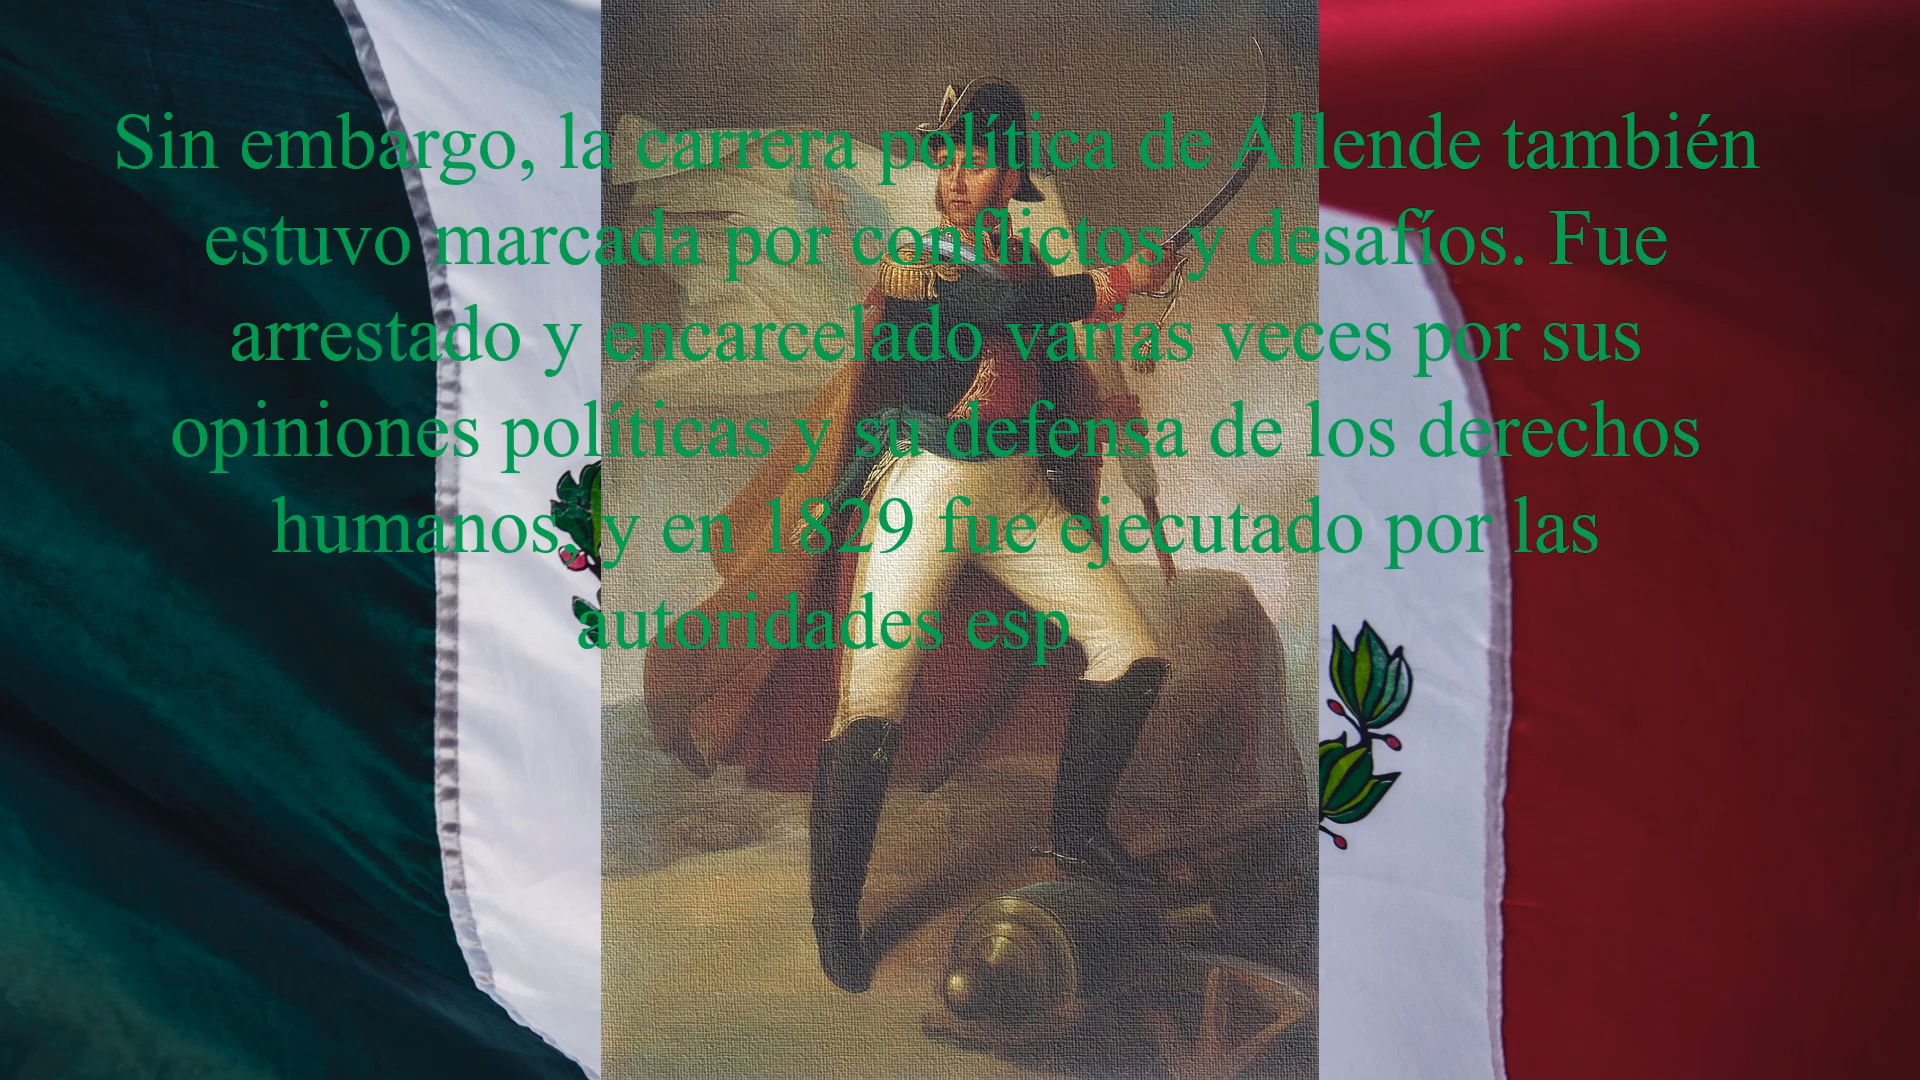 Sin embargo, la carrera política de Allende también
estuvo marcada por conflictos y desafíos. Fue
arrestado y encarcelado varias veces por sus
opiniones políticas y su defensa de los derechos
humanos, y en 1829 fue ejecutado por las
autoridades esp